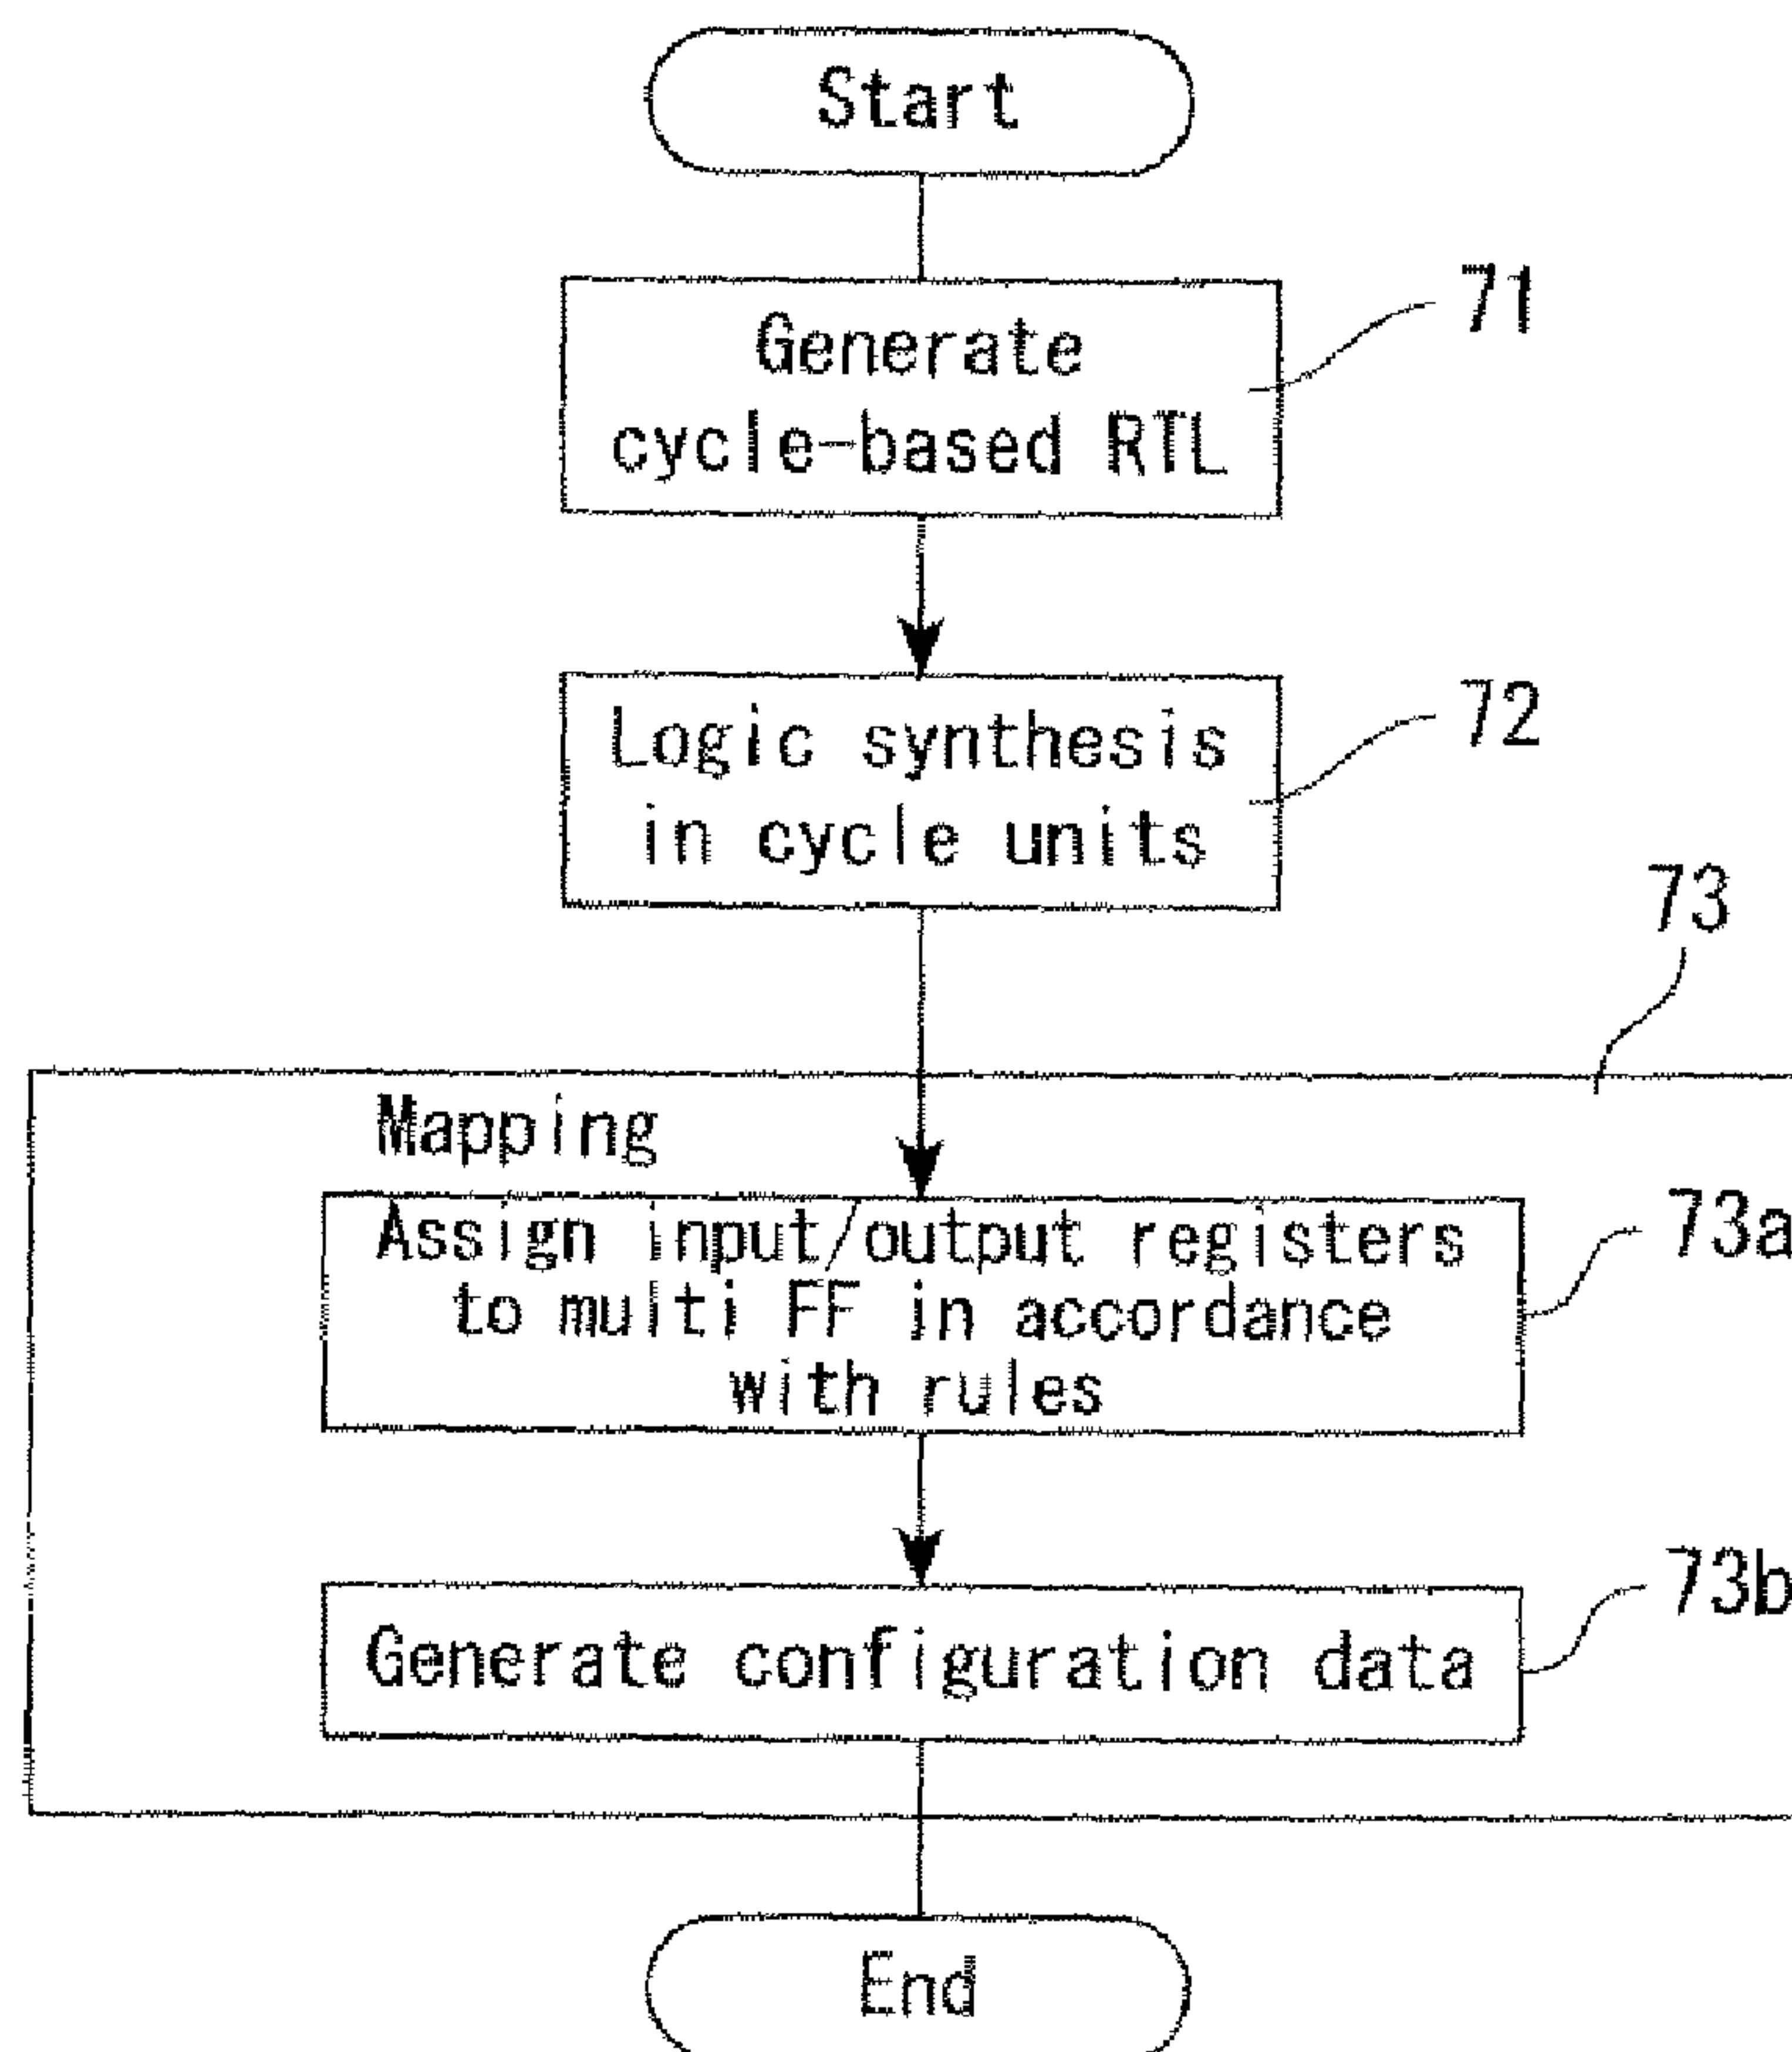 Start
Generate
cycle-based RTL
71
Logic synthesis
in cycle units
72
73
Mapping
Assign input/output registers
to multi FF in accordance
with rules
73a
Generate configuration data
73b
End